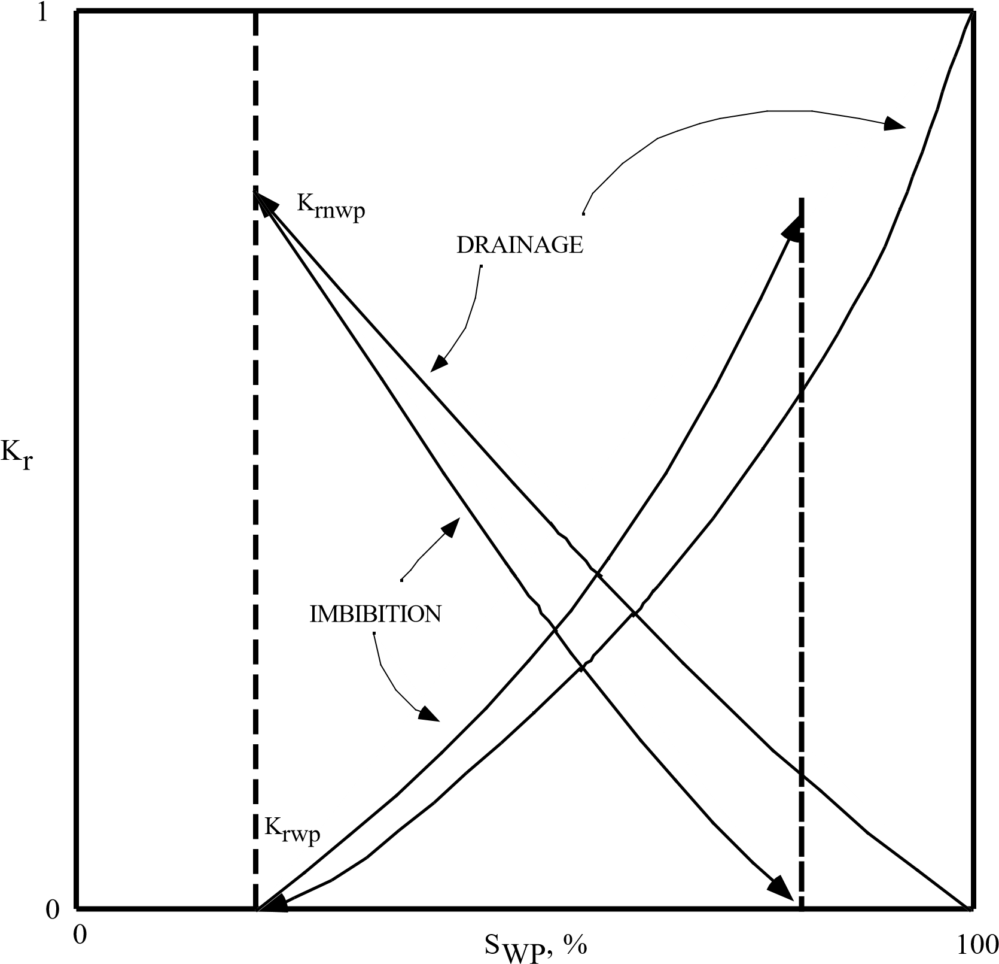 1
Krnwp
DRAINAGE
Kr
IMBIBITION
Krwp
0
0
SWP, %
100